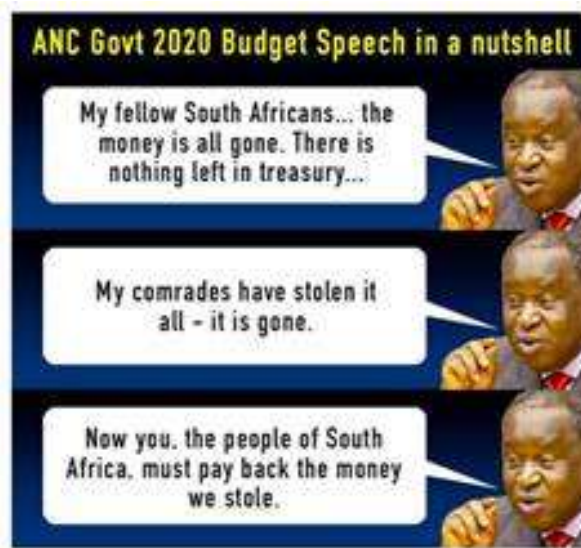 ANC Govt 2020 Budget Speech in a nutshell
My fellow South Africans... the
money is all gone. There is
nothing left in treasury...
My comrades have stolen it
all - it is gone.
Now you, the people of South
Africa, must pay back the money
we stole.